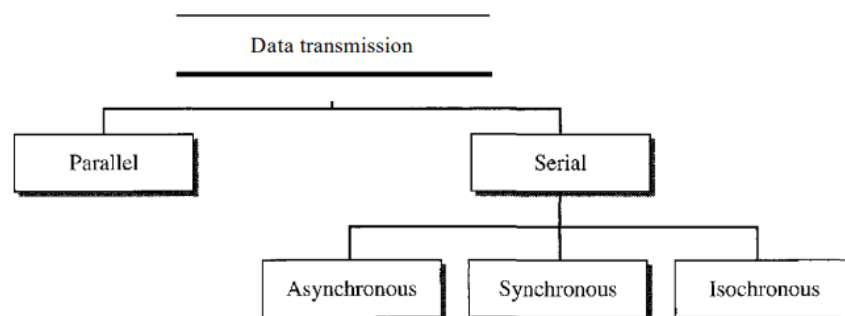 Data transmission
Parallel
Serial
Asynchronous
Synchronous
Isochronous